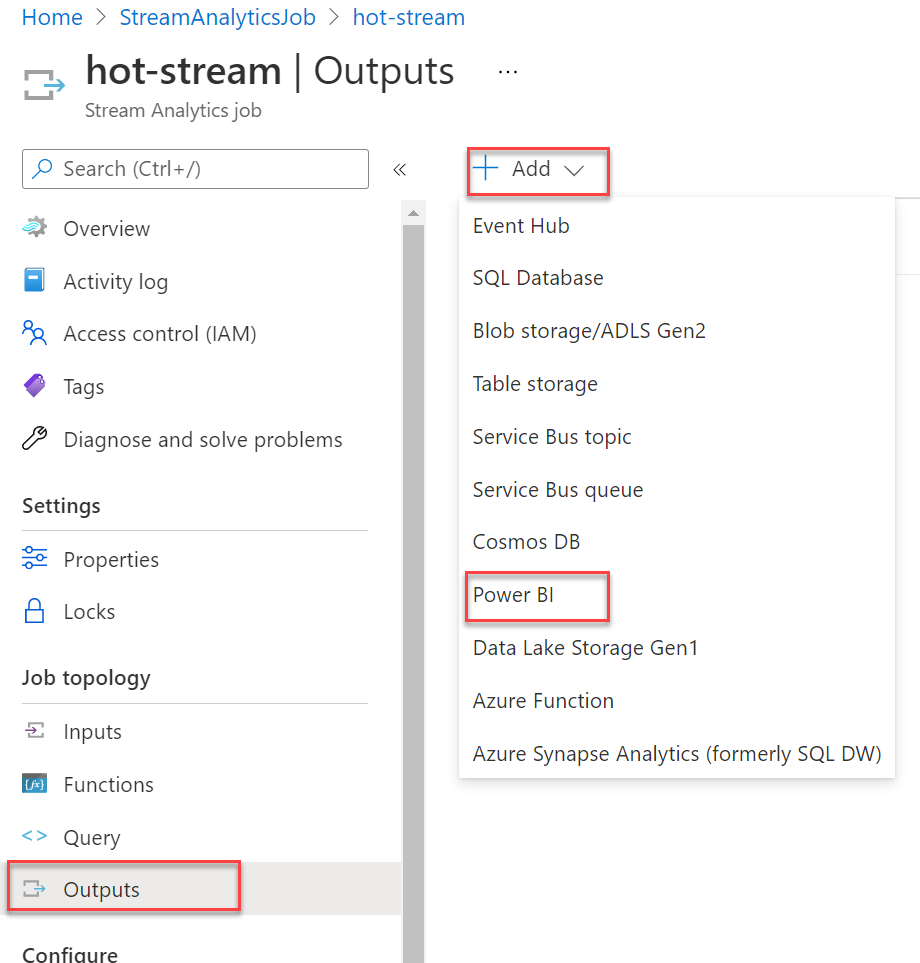 Home > StreamAnalyticsJob > hot-stream
hot-stream | Outputs ...
Stream Analytics job
Search (Ctrl+/)
«
Overview
Activity log
Access control (IAM)
Tags
Diagnose and solve problems
Settings
Properties
Locks
Job topology
Inputs
Functions
Query
Outputs
Configure
+ Add
Event Hub
SQL Database
Blob storage/ADLS Gen2
Table storage
Service Bus topic
Service Bus queue
Cosmos DB
Power BI
Data Lake Storage Gen1
Azure Function
Azure Synapse Analytics (formerly SQL DW)